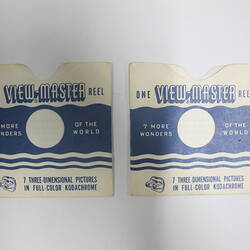 VIEW-MASTER REEL
7 MORE OF THE
WONDERS WORLD
7 THREE-DIMENSIONAL PICTURES
IN FULL-COLOR KODACHROME
ONE VIEW-MASTER REEL
7 MORE OF THE
WONDERS WORLD
7 THREE-DIMENSIONAL PICTURES
IN FULL-COLOR KODACHROME